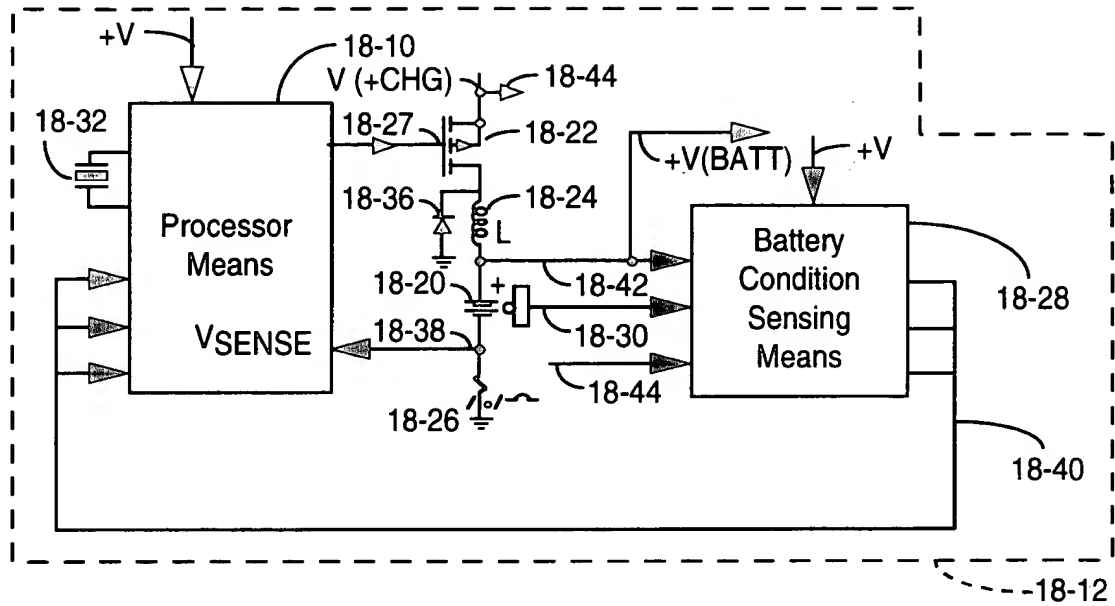 +V
18-10
V (+CHG)
18-44
18-32
18-27
18-22
+V(BATT)
+V
18-36
18-24
L
Processor
Means
Battery
Condition
Sensing
Means
18-20
+
18-42
18-28
18-38
18-30
VSENSE
18-44
18-26
18-40
18-12